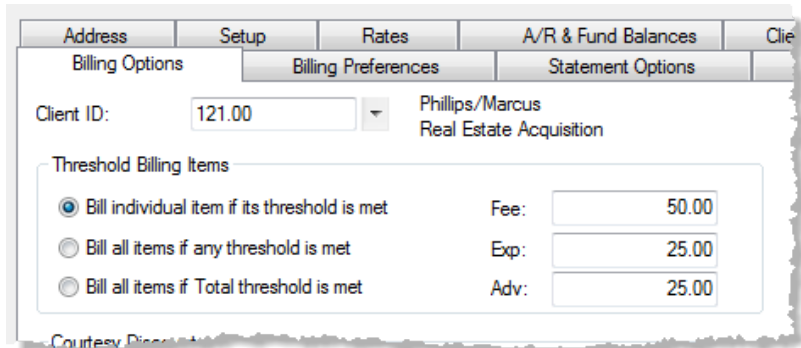 Address Setup Rates A/R & Fund Balances Clie
Billing Options Billing Preferences Statement Options
Client ID: 121.00 Phillips/Marcus
Real Estate Acquisition
Threshold Billing Items
Bill individual item if its threshold is met Fee: 50.00
Bill all items if any threshold is met Exp: 25.00
Bill all items if Total threshold is met Adv: 25.00
Courtesy